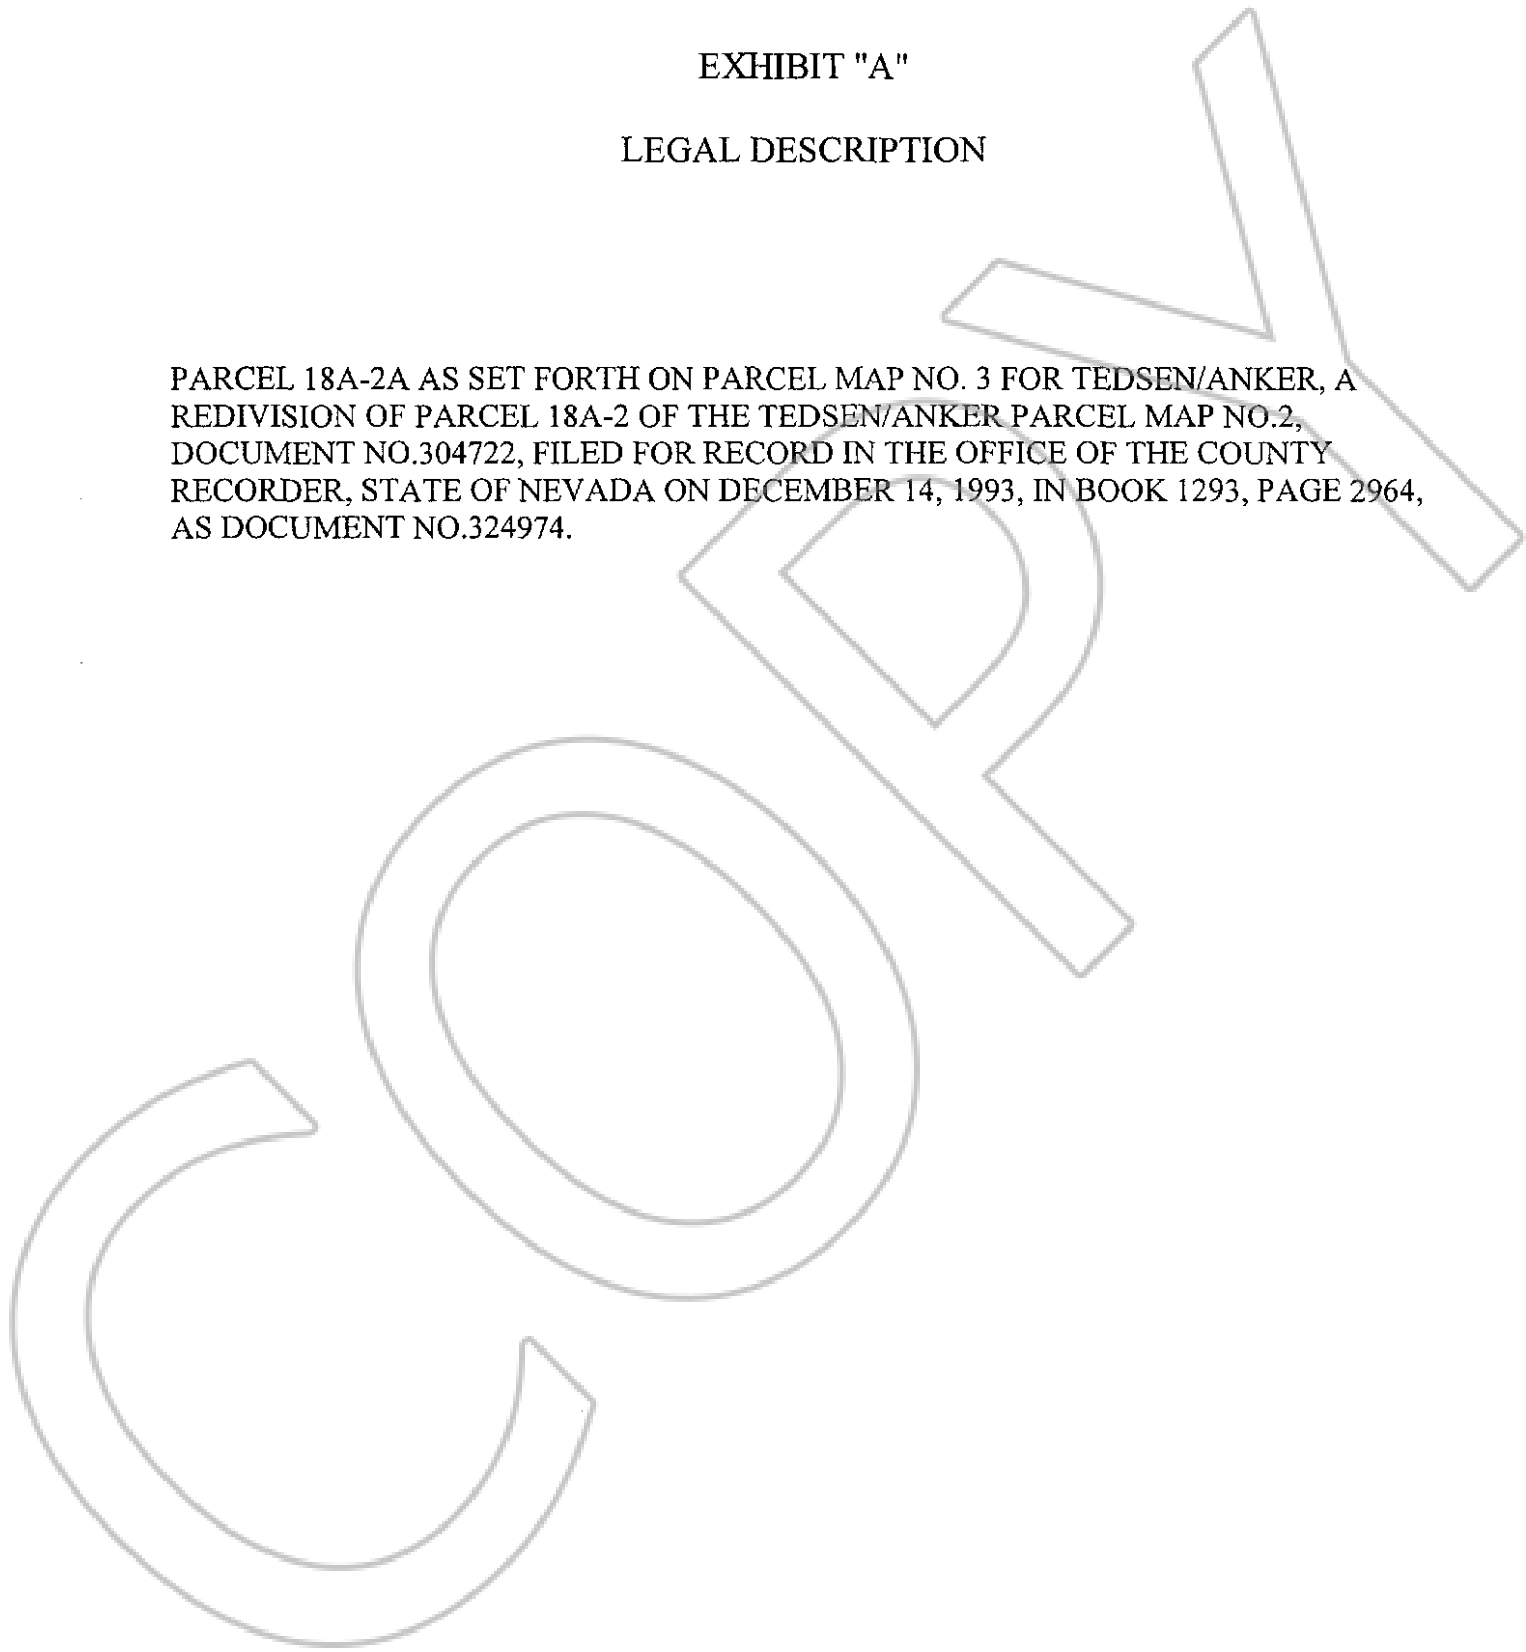 EXHIBIT "A"
LEGAL DESCRIPTION
PARCEL 18A-2A AS SET FORTH ON PARCEL MAP NO. 3 FOR TEDSEN/ANKER, A
REDIVISION OF PARCEL 18A-2 OF THE TEDSEN/ANKER PARCEL MAP NO.2,
DOCUMENT NO.304722, FILED FOR RECORD IN THE OFFICE OF THE COUNTY
RECORDER, STATE OF NEVADA ON DECEMBER 14, 1993, IN BOOK 1293, PAGE 2964,
AS DOCUMENT NO.324974.
COPY